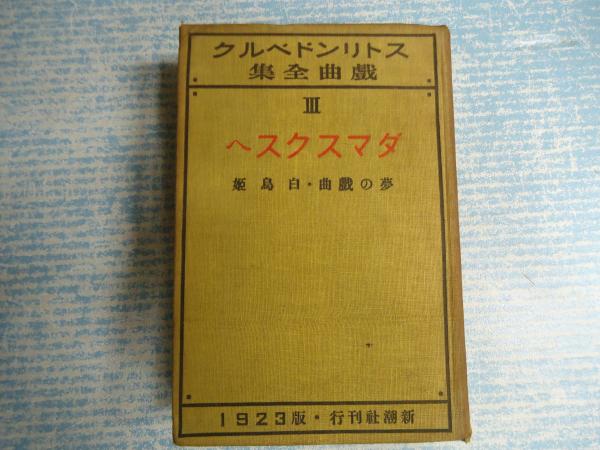 ストリンドベルク
戯曲全集
III
ダマスクスへ
夢の戯曲・白鳥姫
新潮社刊行・版1923